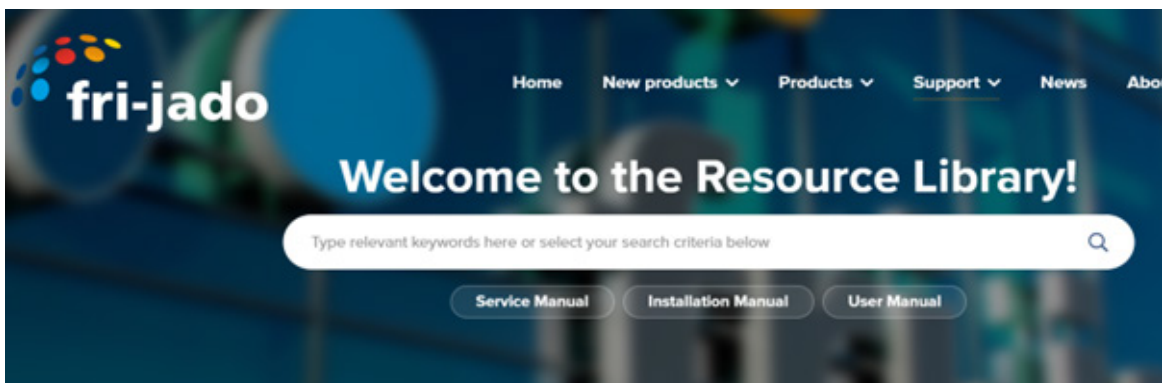 fri-jado
Home New products Products Support News Abo
Welcome to the Resource Library!
Type relevant keywords here or select your search criteria below
Service Manual Installation Manual User Manual